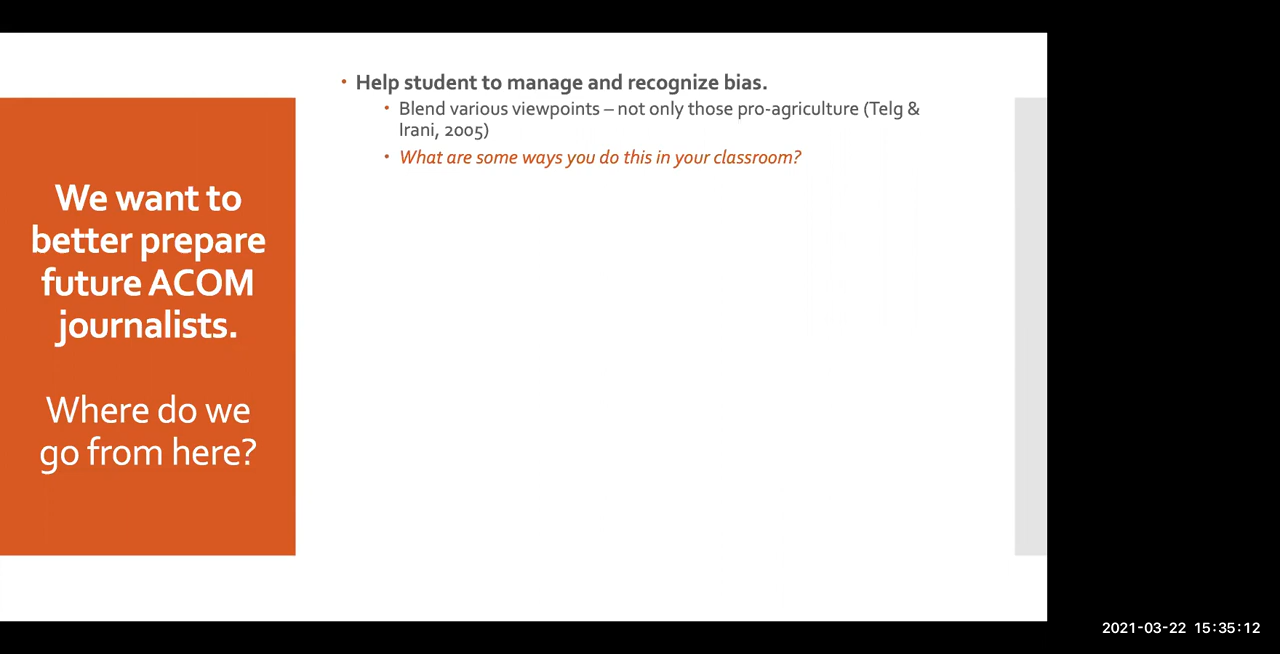 We want to
better prepare
future ACOM
journalists.
Where do we
go from here?
• Help student to manage and recognize bias.
• Blend various viewpoints – not only those pro-agriculture (Telg &
Irani, 2005)
• What are some ways you do this in your classroom?
2021-03-22 15:35:12